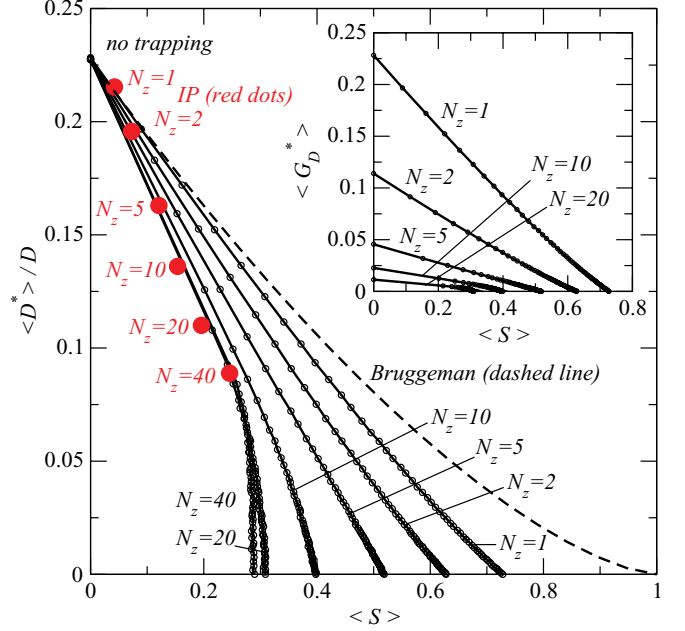 0.25
0.2
0.15
0.1
0.05
0
<D*> / D
0
0.2
0.4
0.6
0.8
1
< S >
no trapping
N_z=1
IP (red dots)
N_z=2
N_z=5
N_z=10
N_z=20
N_z=40
Bruggeman (dashed line)
N_z=10
N_z=5
N_z=2
N_z=1
N_z=40
N_z=20
0.25
0.2
0.15
0.1
0.05
0
< G_D* >
0
0.2
0.4
0.6
0.8
< S >
N_z=1
N_z=2
N_z=10
N_z=20
N_z=5